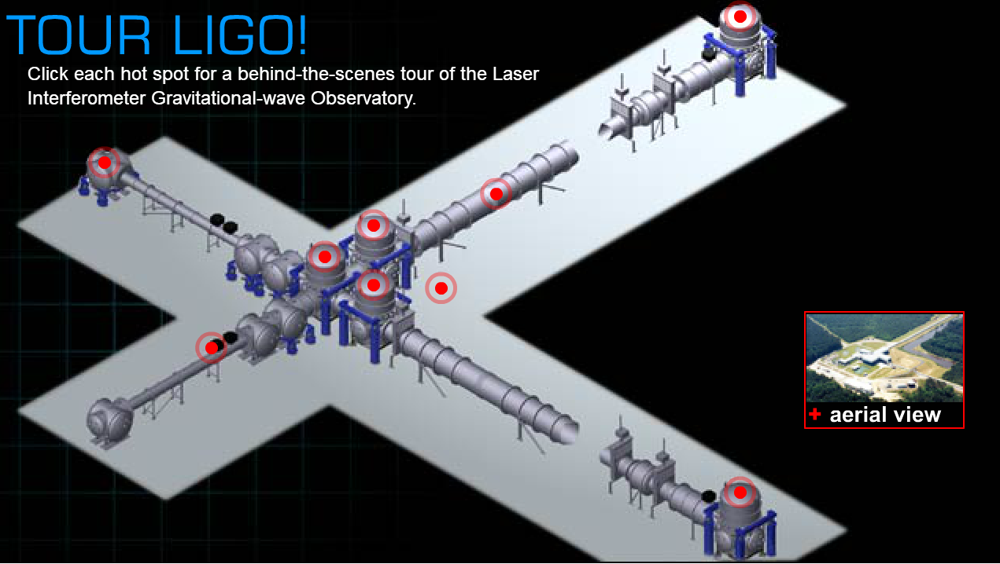 TOUR LIGO!
Click each hot spot for a behind-the-scenes tour of the Laser
Interferometer Gravitational-wave Observatory.
+ aerial view